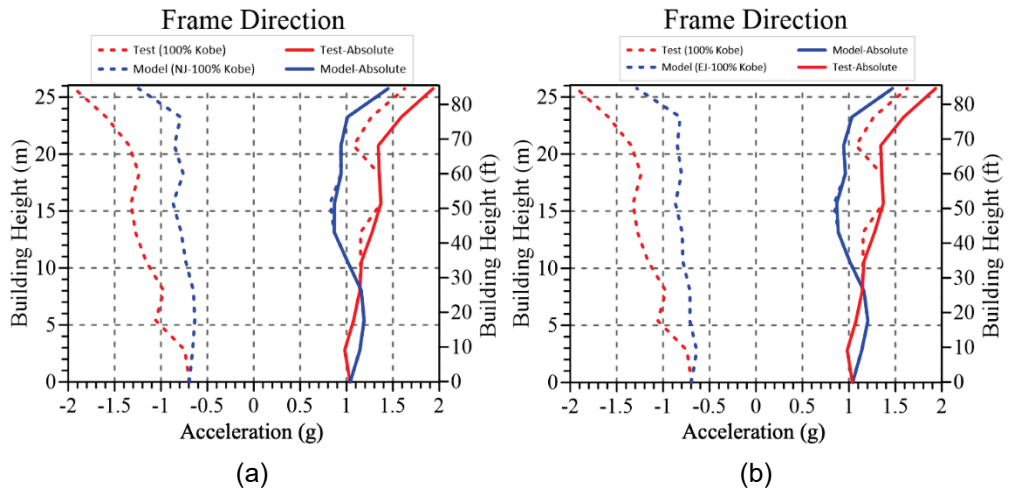 Frame Direction
Test (100% Kobe)
Test-Absolute
Model (NJ-100% Kobe)
Model-Absolute
25
20
15
10
5
0
Building Height (m)
80
70
60
50
40
30
20
10
0
Building Height (ft)
-2 -1.5 -1 -0.5 0 0.5 1 1.5 2
Acceleration (g)
(a)
Frame Direction
Test (100% Kobe)
Model-Absolute
Model (EJ-100% Kobe)
Test-Absolute
25
20
15
10
5
0
Building Height (m)
80
70
60
50
40
30
20
10
0
Building Height (ft)
-2 -1.5 -1 -0.5 0 0.5 1 1.5 2
Acceleration (g)
(b)